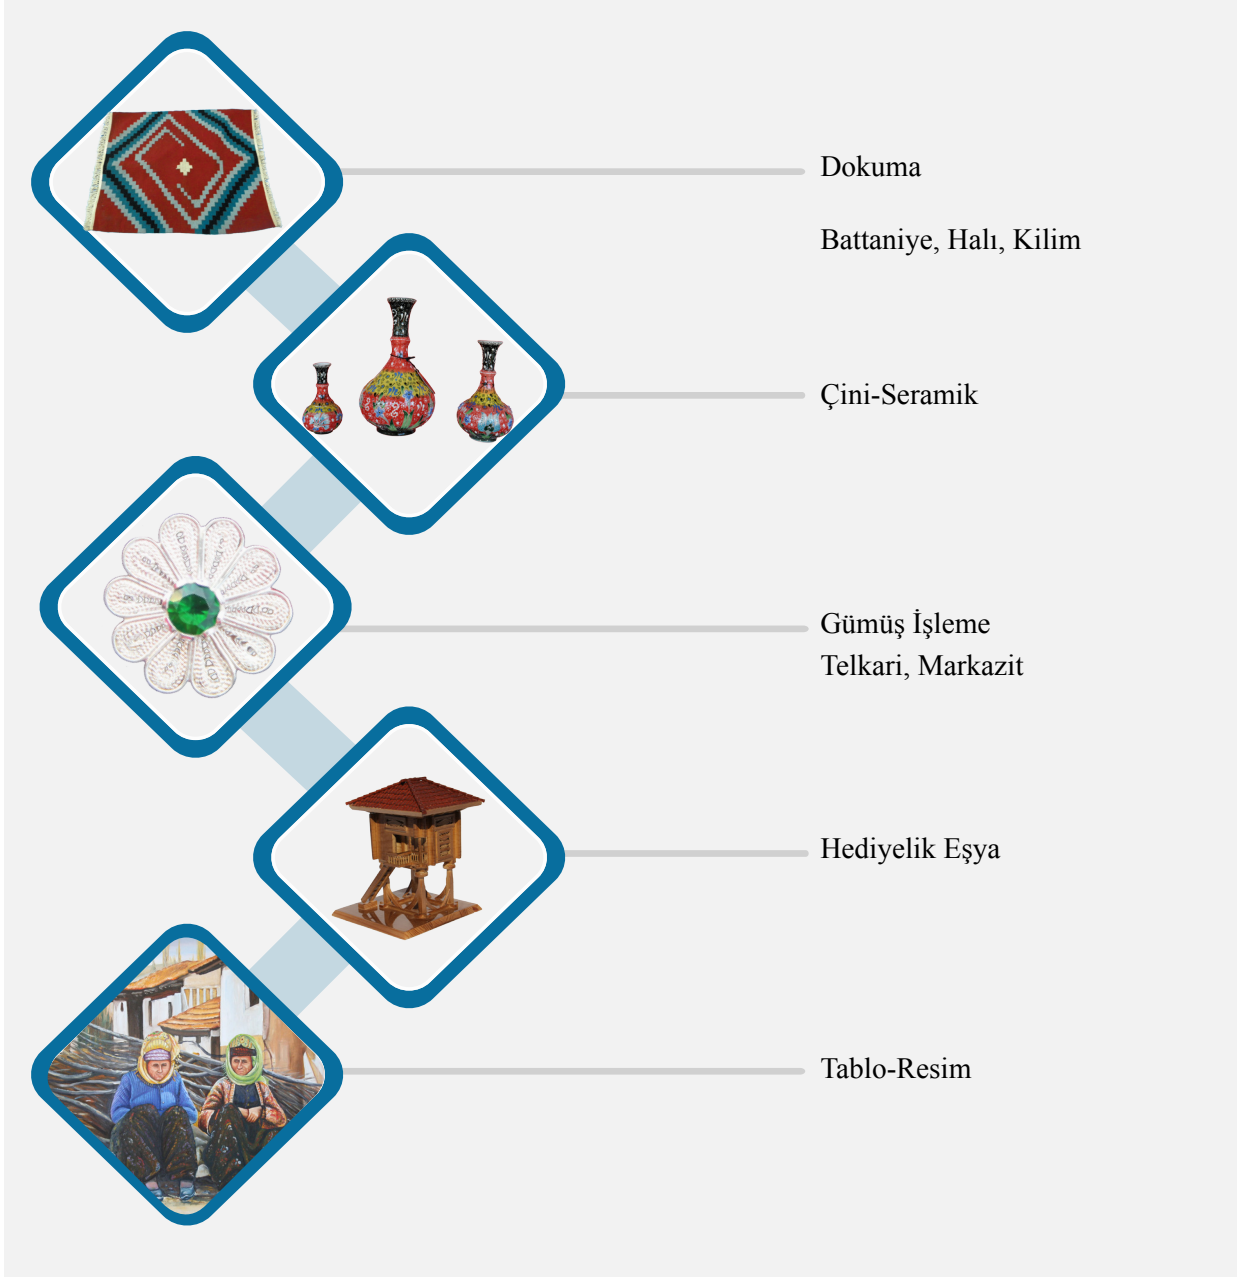 Dokuma
Battaniye, Halı, Kilim
Çini-Seramik
Gümüş İşleme
Telkari, Markazit
Hediyelik Eşya
Tablo-Resim